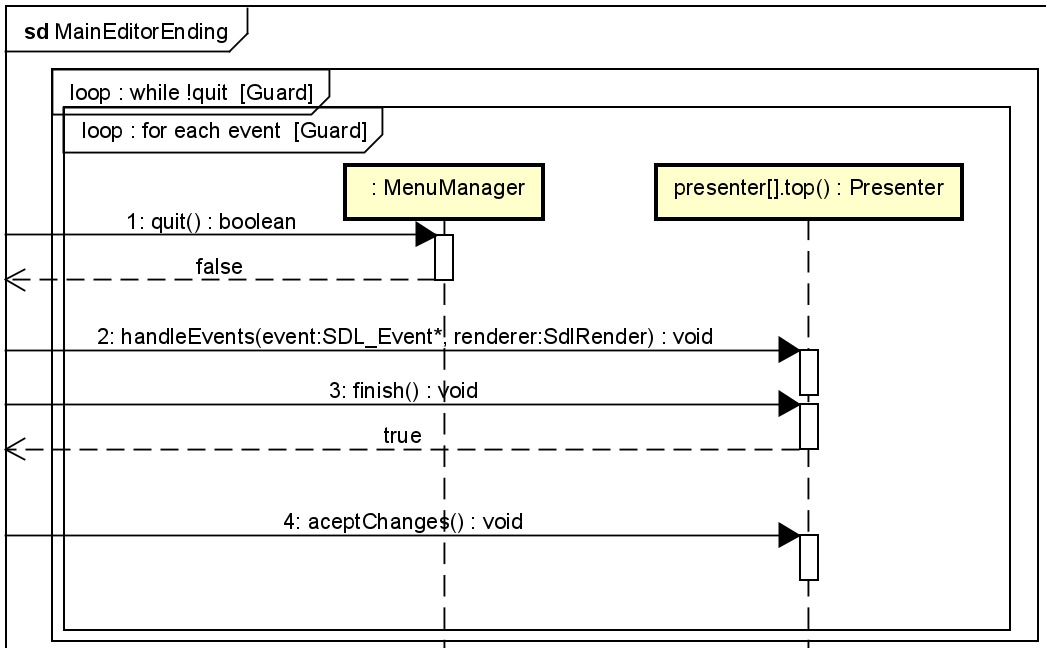 sd MainEditorEnding
loop : while !quit [Guard]
loop : for each event [Guard]
: MenuManager
presenter[].top() : Presenter
1: quit() : boolean
false
2: handleEvents(event:SDL_Event*, renderer:SdlRender) : void
3: finish() : void
true
4: aceptChanges() : void